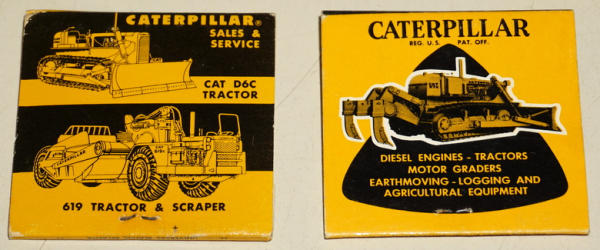 CATERPILLAR®
SALES &
SERVICE
CAT D6C
TRACTOR
619 TRACTOR & SCRAPER
CATERPILLAR
REG. U.S. PAT. OFF.
DIESEL ENGINES - TRACTORS
MOTOR GRADERS
EARTHMOVING - LOGGING AND
AGRICULTURAL EQUIPMENT